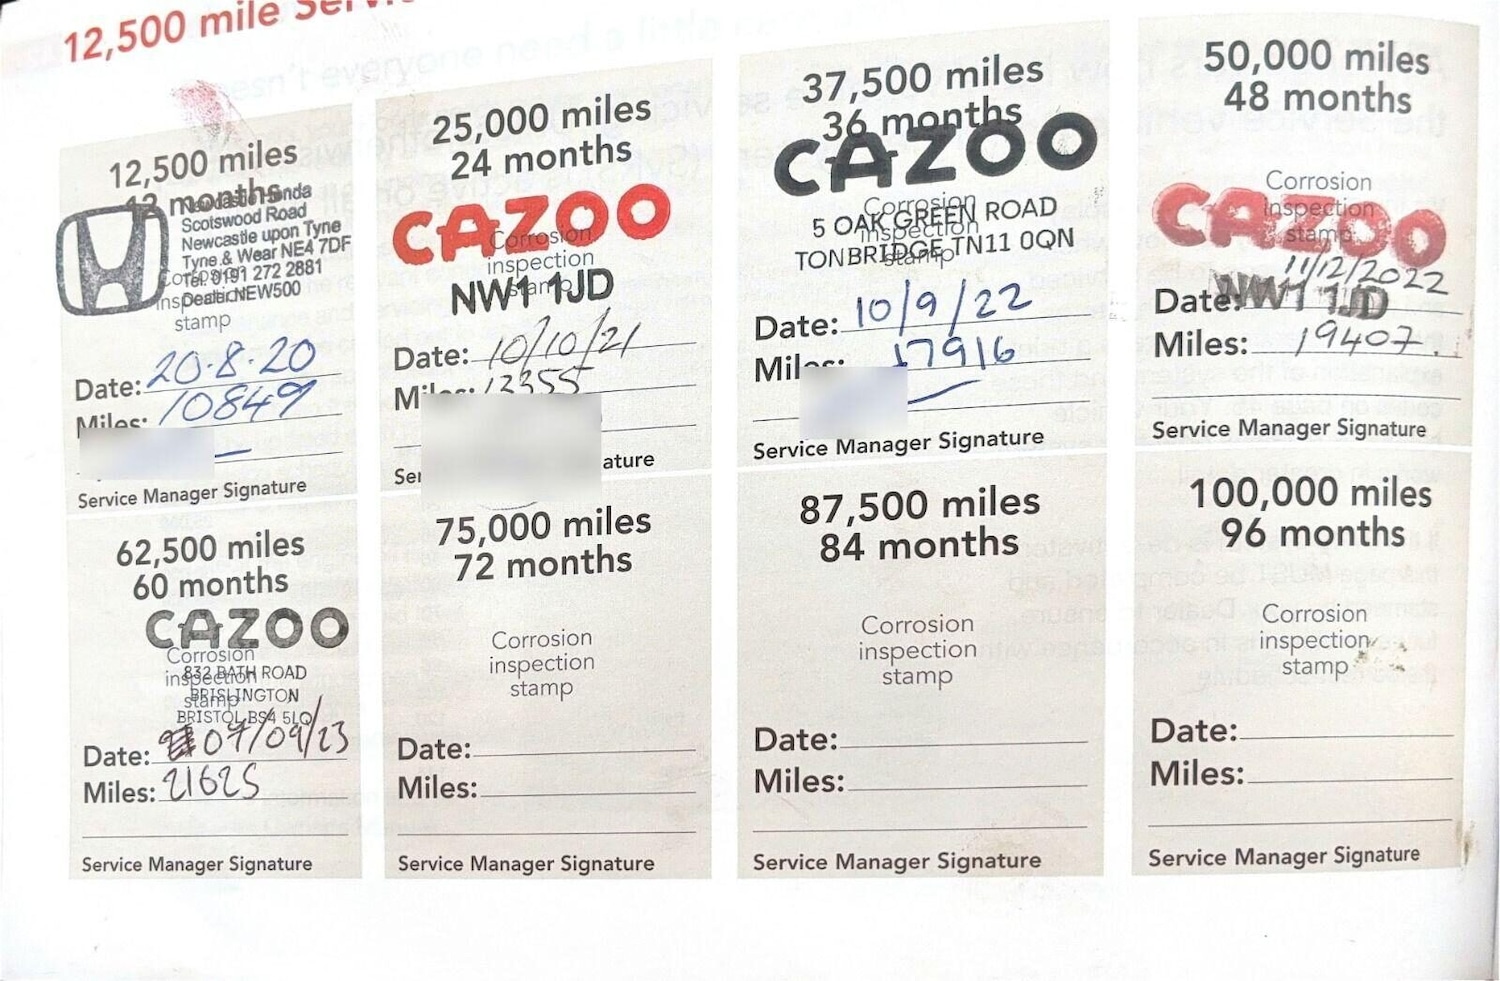 12,500 mile
12,500 miles
12 months
Newcastle Honda
Scotswood Road
Newcastle upon Tyne
Tyne & Wear NE4 7DF
Tel: 0191 272 2881
Dealer: NEW500
Corrosion
inspection
stamp
Date: 20.8.20
Miles: 10849
Service Manager Signature
25,000 miles
24 months
CAZOO
Corrosion
inspection
stamp
NW1 1JD
Date: 10/10/21
Miles: 13355
ature
37,500 miles
36 months
CAZOO
Corrosion
inspection
stamp
5 OAK GREEN ROAD
TONBRIDGE TN11 0QN
Date: 10/9/22
Miles: 17916
Service Manager Signature
50,000 miles
48 months
Corrosion
inspection
stamp
CAZOO
NW1 1JD
Date: 11/12/2022
Miles: 19407.
Service Manager Signature
62,500 miles
60 months
CAZOO
Corrosion
inspection
stamp
832 BATH ROAD
BRISLINGTON
BRISTOL BS4 5LQ
Date: 07/09/23
Miles: 21625
Service Manager Signature
75,000 miles
72 months
Corrosion
inspection
stamp
Date:
Miles:
Service Manager Signature
87,500 miles
84 months
Corrosion
inspection
stamp
Date:
Miles:
Service Manager Signature
100,000 miles
96 months
Corrosion
inspection
stamp
Date:
Miles:
Service Manager Signature